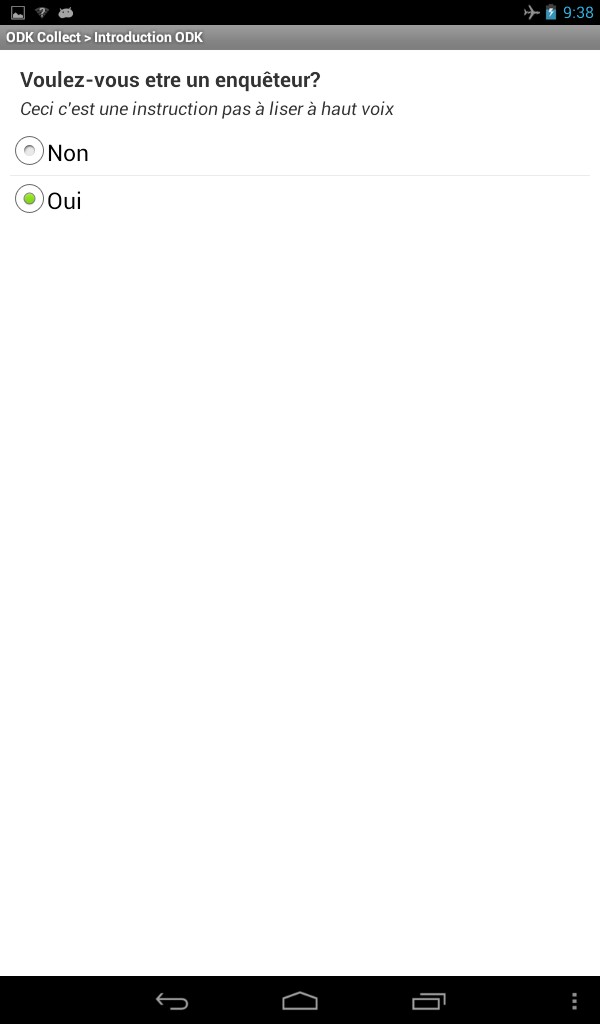 9:38
ODK Collect > Introduction ODK
Voulez-vous etre un enquêteur?
Ceci c'est une instruction pas à liser à haut voix
Non
Oui